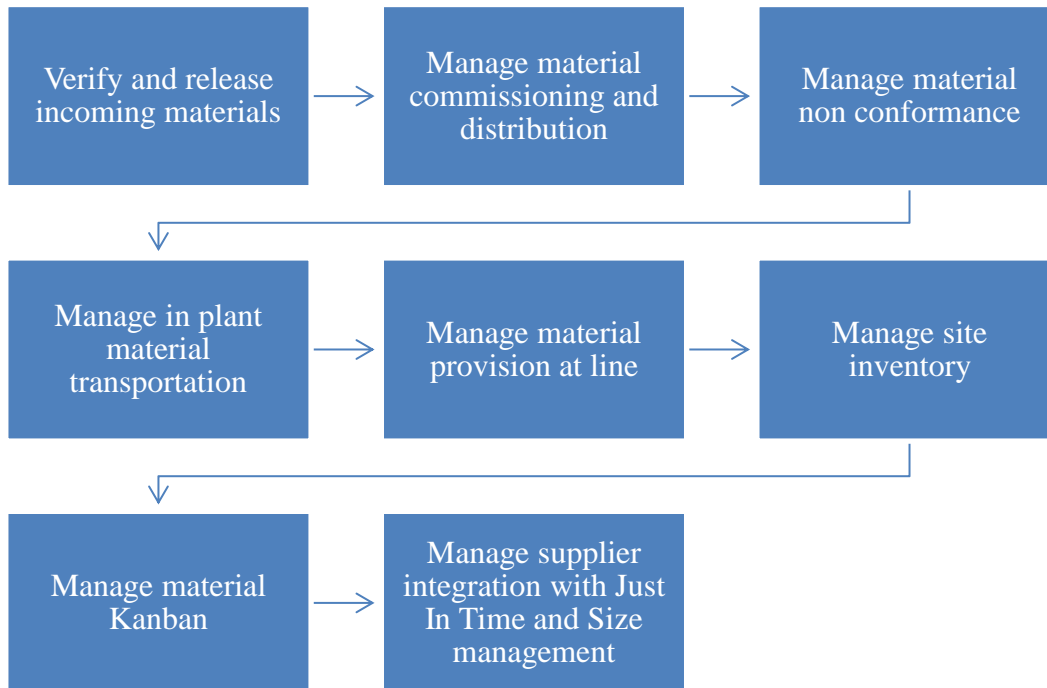 Verify and release
incoming materials
Manage material
commissioning and
distribution
Manage material
non conformance
Manage in plant
material
transportation
Manage material
provision at line
Manage site
inventory
Manage material
Kanban
Manage supplier
integration with Just
In Time and Size
management